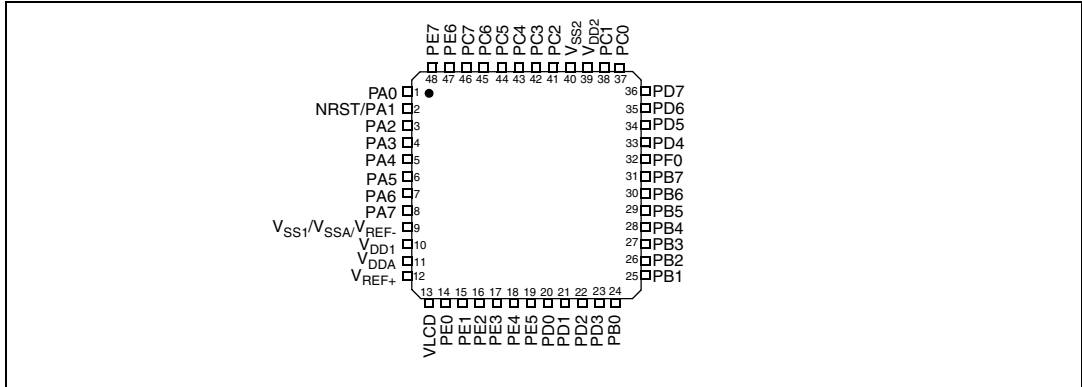 PE7 PE6 PC7 PC6 PC5 PC4 PC3 PC2 VSS2 VDD2 PC1 PC0
48 47 46 45 44 43 42 41 40 39 38 37
PA0 1
NRST/PA1 2
PA2 3
PA3 4
PA4 5
PA5 6
PA6 7
PA7 8
VSS1/VSSA/VREF- 9
VDD1 10
VDDA 11
VREF+ 12
36 PD7
35 PD6
34 PD5
33 PD4
32 PF0
31 PB7
30 PB6
29 PB5
28 PB4
27 PB3
26 PB2
25 PB1
13 14 15 16 17 18 19 20 21 22 23 24
VLCD PE0 PE1 PE2 PE3 PE4 PE5 PD0 PD1 PD2 PD3 PB0